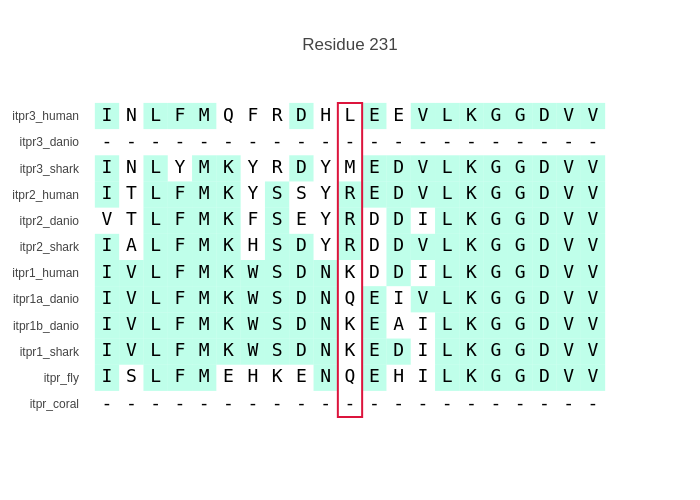 Residue 231
itpr3_human I N L F M Q F R D H L E E V L K G G D V V
itpr3_danio - - - - - - - - - - - - - - - - - - - - -
itpr3_shark I N L Y M K Y R D Y M E D V L K G G D V V
itpr2_human I T L F M K Y S S Y R E D V L K G G D V V
itpr2_danio V T L F M K F S E Y R D D I L K G G D V V
itpr2_shark I A L F M K H S D Y R D D V L K G G D V V
itpr1_human I V L F M K W S D N K D D I L K G G D V V
itpr1a_danio I V L F M K W S D N Q E I V L K G G D V V
itpr1b_danio I V L F M K W S D N K E A I L K G G D V V
itpr1_shark I V L F M K W S D N K E D I L K G G D V V
itpr_fly I S L F M E H K E N Q E H I L K G G D V V
itpr_coral - - - - - - - - - - - - - - - - - - - - -